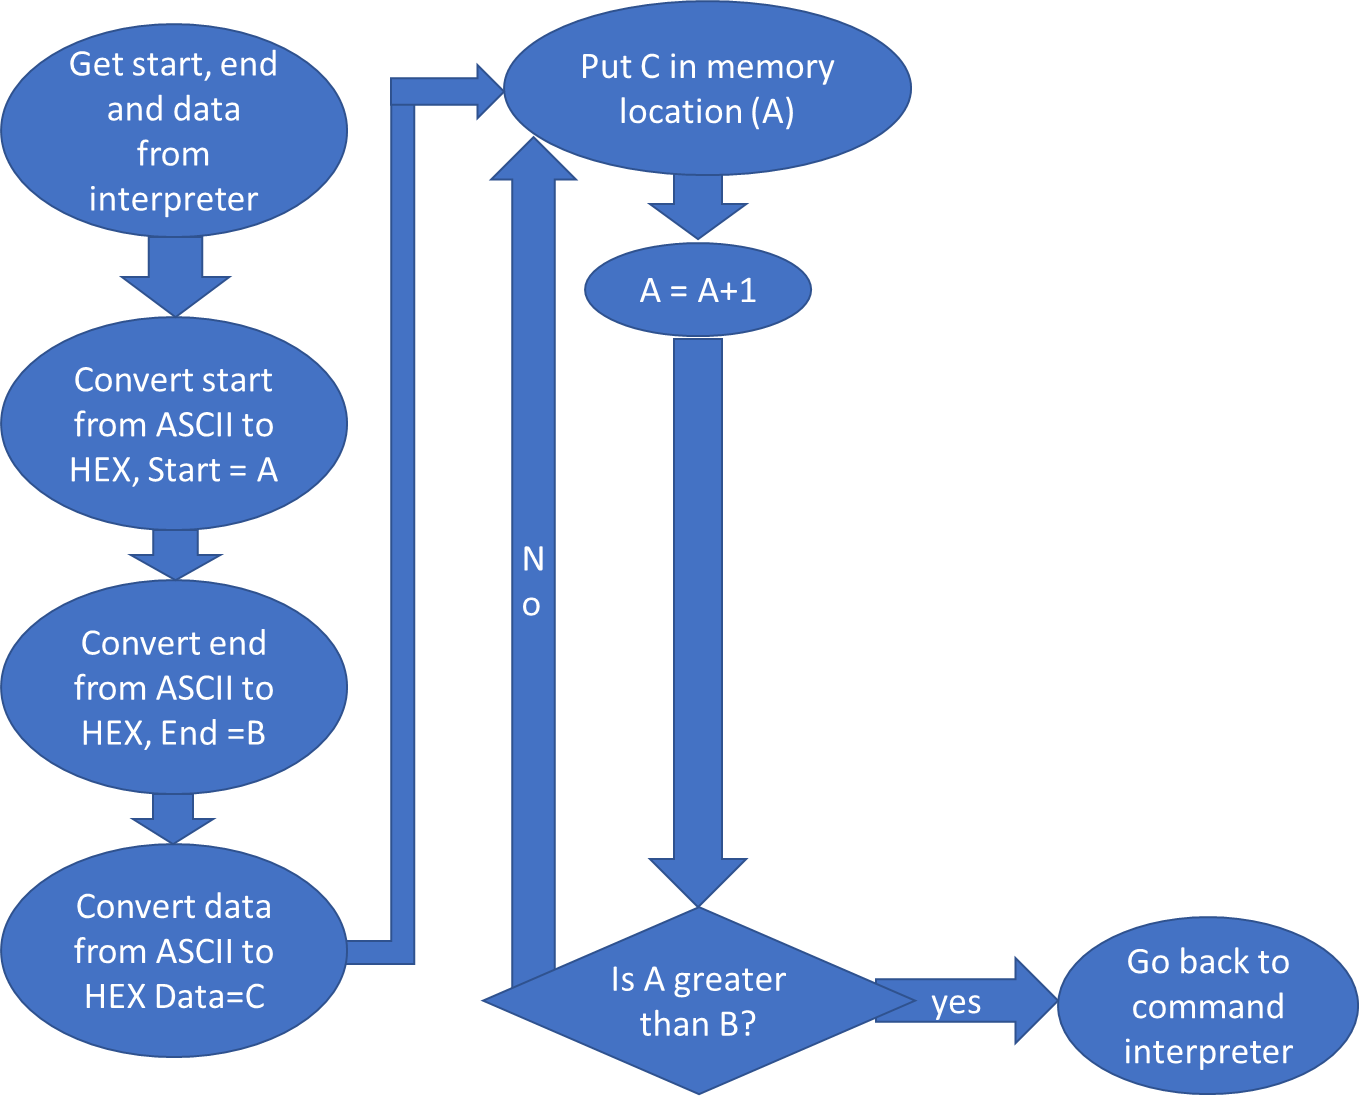 Get start, end
and data
from
interpreter
Convert start
from ASCII to
HEX, Start = A
Convert end
from ASCII to
HEX, End =B
Convert data
from ASCII to
HEX Data=C
Put C in memory
location (A)
A = A+1
Is A greater
than B?
N
o
yes
Go back to
command
interpreter